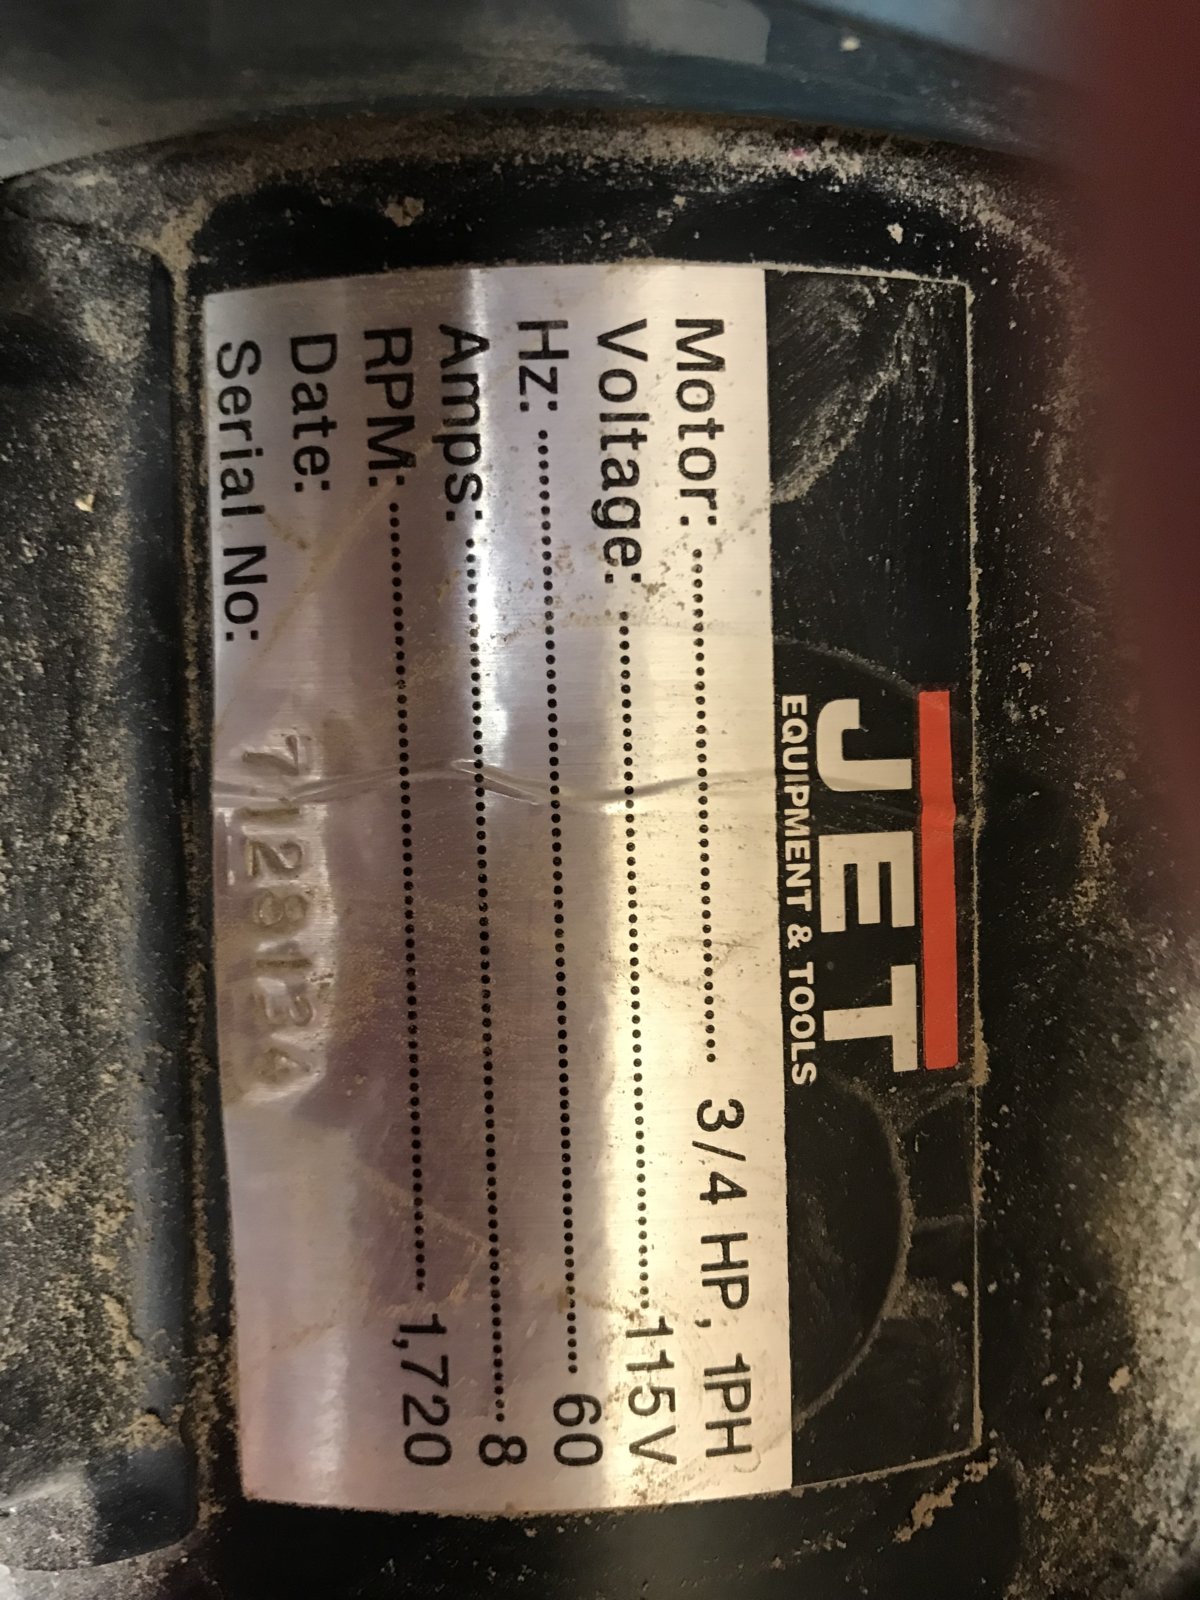 JET
EQUIPMENT & TOOLS
Motor: ........................................ 3/4 HP, 1PH
Voltage: ........................................ 115V
Hz: ........................................ 60
Amps: ........................................ 8
RPM: ........................................ 1,720
Date:
Serial No: